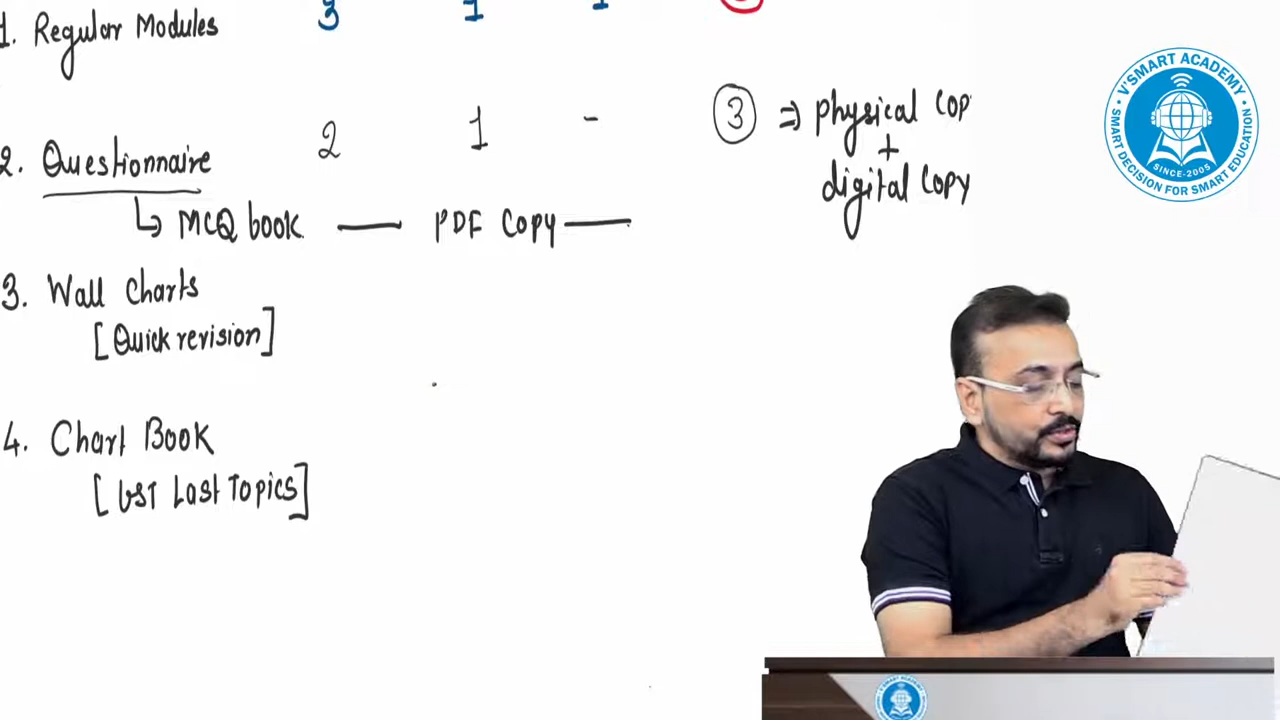 1. Regular Modules 3 1 1
2. Questionnaire 2 1 - 3 ⇒ physical Cop
+
digital Copy
↳ MCQ book — PDF Copy —
3. Wall Charts
[Quick revision]
4. Chart Book
[GST Last Topics]
V'SMART ACADEMY
SINCE-2005
SMART DECISION FOR SMART EDUCATION